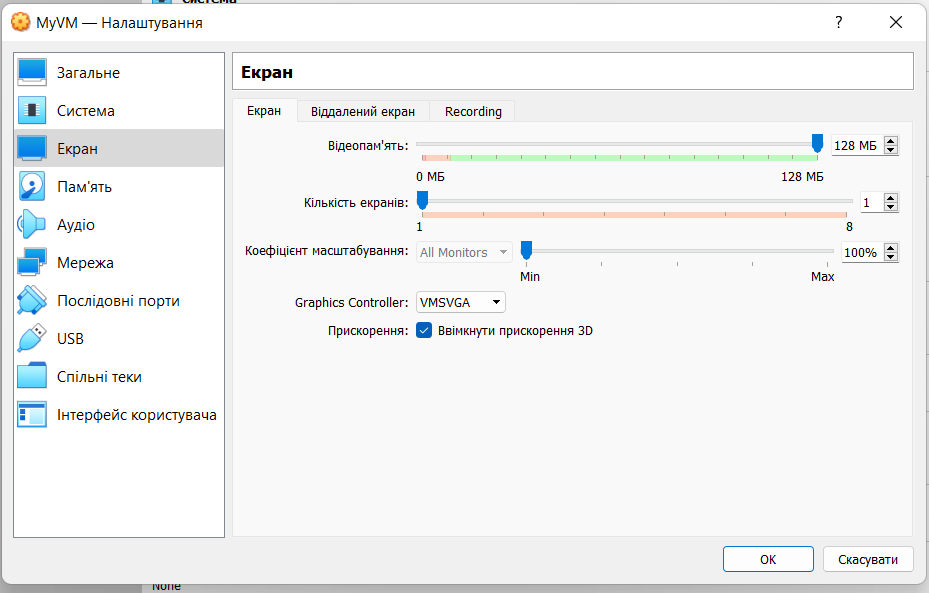 Система
MyVM — Налаштування
?
Загальне
Система
Екран
Пам'ять
Аудіо
Мережа
Послідовні порти
USB
Спільні теки
Інтерфейс користувача
Екран
Екран Віддалений екран Recording
Відеопам'ять: 128 МБ
0 МБ 128 МБ
Кількість екранів: 1
1 8
Коефіцієнт масштабування: All Monitors 100%
Min Max
Graphics Controller: VMSVGA
Прискорення: Ввімкнути прискорення 3D
OK Скасувати
None